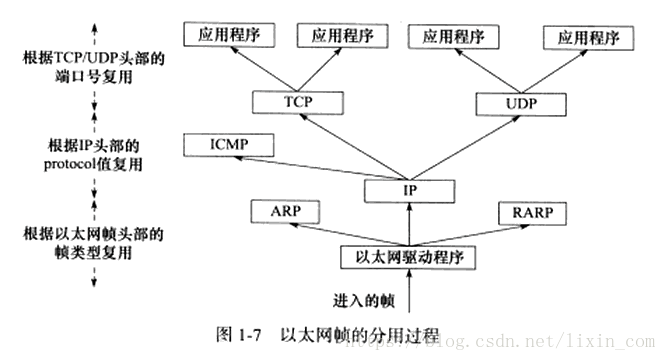 应用程序
应用程序
应用程序
应用程序
根据TCP/UDP头部的
端口号复用
TCP
UDP
根据IP头部的
protocol值复用
ICMP
IP
ARP
RARP
根据以太网帧头部的
帧类型复用
以太网驱动程序
进入的帧
图 1-7 以太网帧的分用过程
https://blog.csdn.net/lixin_com